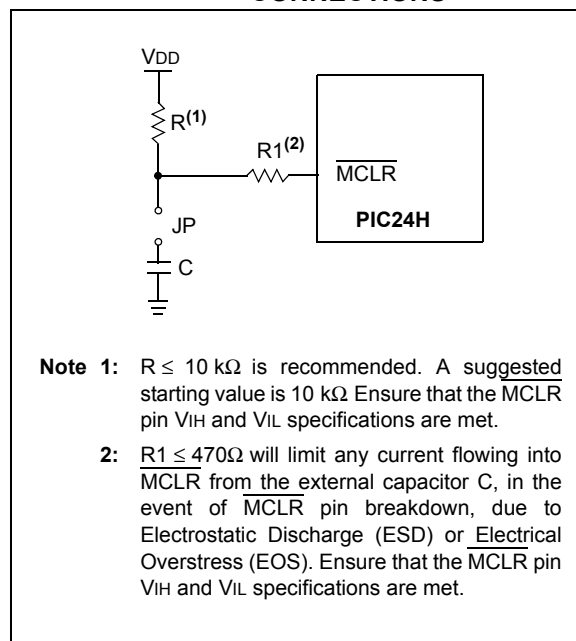 VDD
R(1)
R1(2)
MCLR
JP
PIC24H
C
Note 1: R ≤ 10 kΩ is recommended. A suggested
starting value is 10 kΩ Ensure that the MCLR
pin VIH and VIL specifications are met.
2: R1 ≤ 470Ω will limit any current flowing into
MCLR from the external capacitor C, in the
event of MCLR pin breakdown, due to
Electrostatic Discharge (ESD) or Electrical
Overstress (EOS). Ensure that the MCLR pin
VIH and VIL specifications are met.